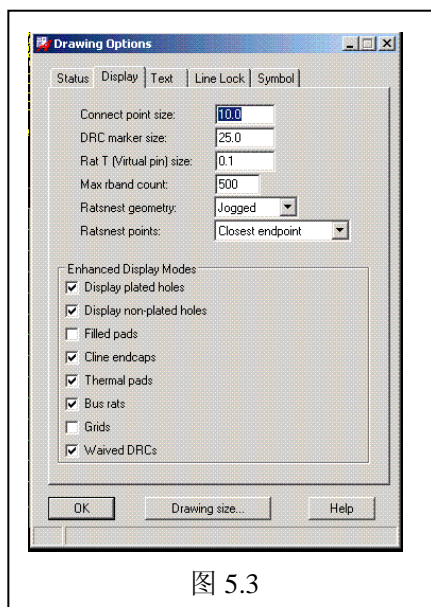 Drawing Options
Status Display Text Line Lock Symbol
Connect point size: 10.0
DRC marker size: 25.0
Rat T (Virtual pin) size: 0.1
Max rband count: 500
Ratsnest geometry: Jogged
Ratsnest points: Closest endpoint
Enhanced Display Modes
Display plated holes
Display non-plated holes
Filled pads
Cline endcaps
Thermal pads
Bus rats
Grids
Waived DRCs
OK Drawing size... Help
图 5.3